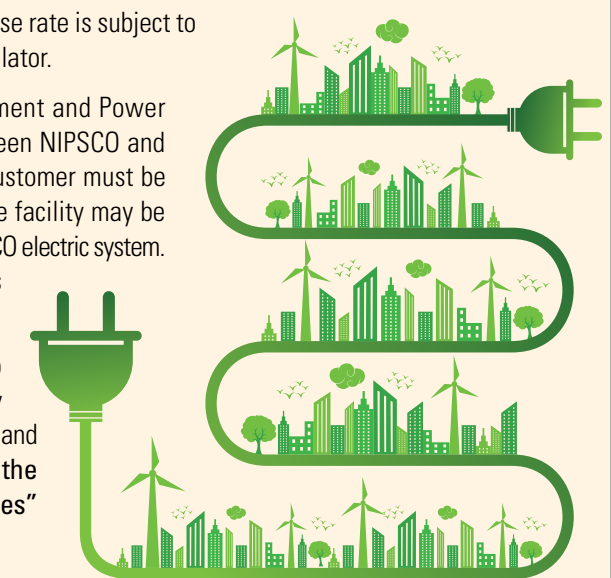 se rate is subject to
lator.
ment and Power
een NIPSCO and
ustomer must be
e facility may be
O electric system.
and
the
es"